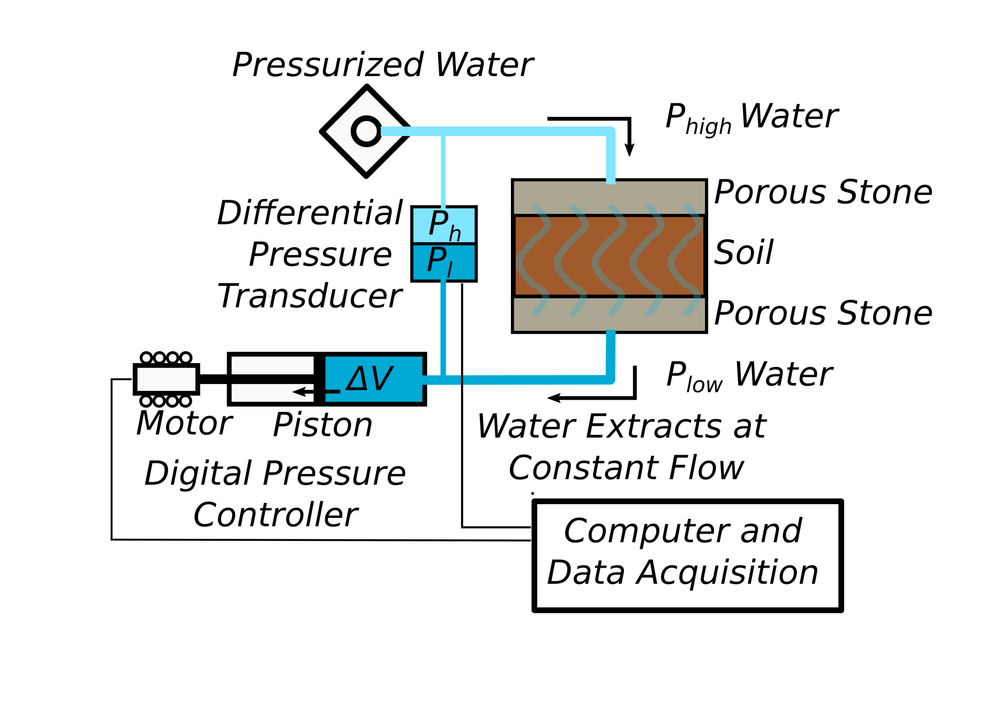 Pressurized Water
P_high Water
Porous Stone
Differential
Pressure
Transducer
P_h
P_l
Soil
Porous Stone
P_low Water
ΔV
Motor
Piston
Water Extracts at
Constant Flow
Digital Pressure
Controller
Computer and
Data Acquisition